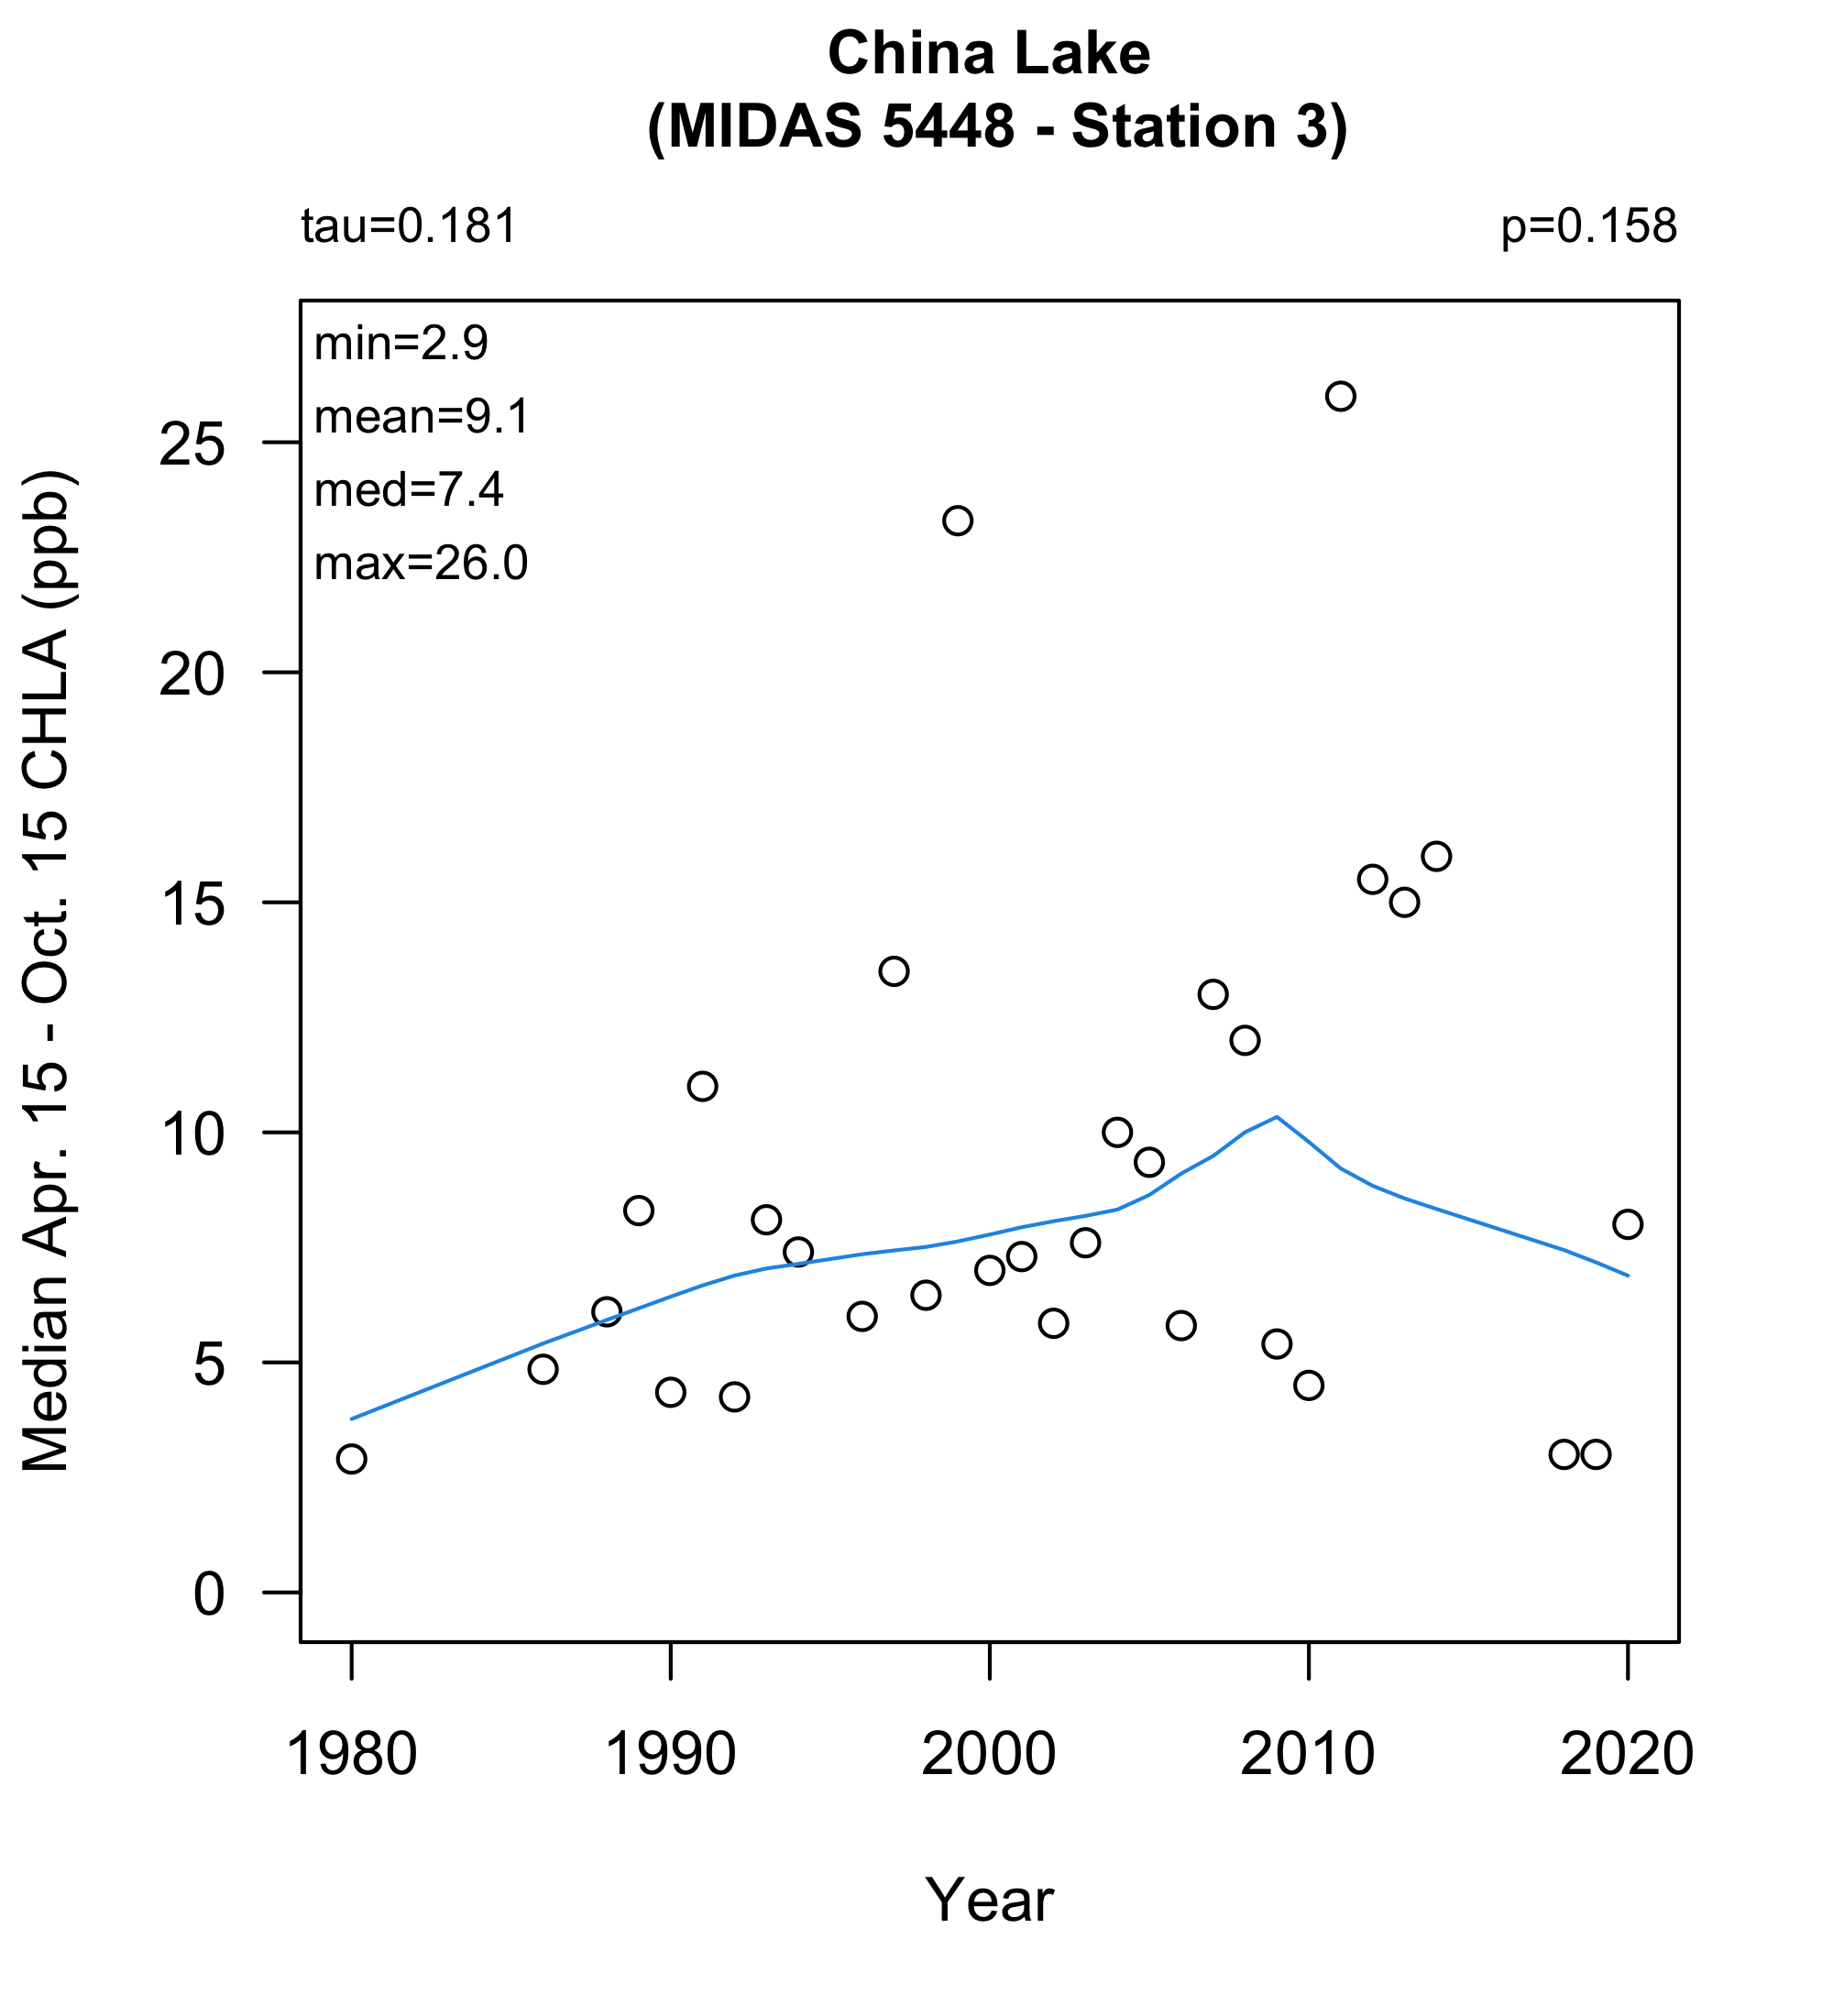 China Lake
(MIDAS 5448 - Station 3)
tau=0.181
p=0.158
min=2.9
mean=9.1
med=7.4
max=26.0
Median Apr. 15 - Oct. 15 CHLA (ppb)
25
20
15
10
5
0
1980
1990
2000
2010
2020
Year